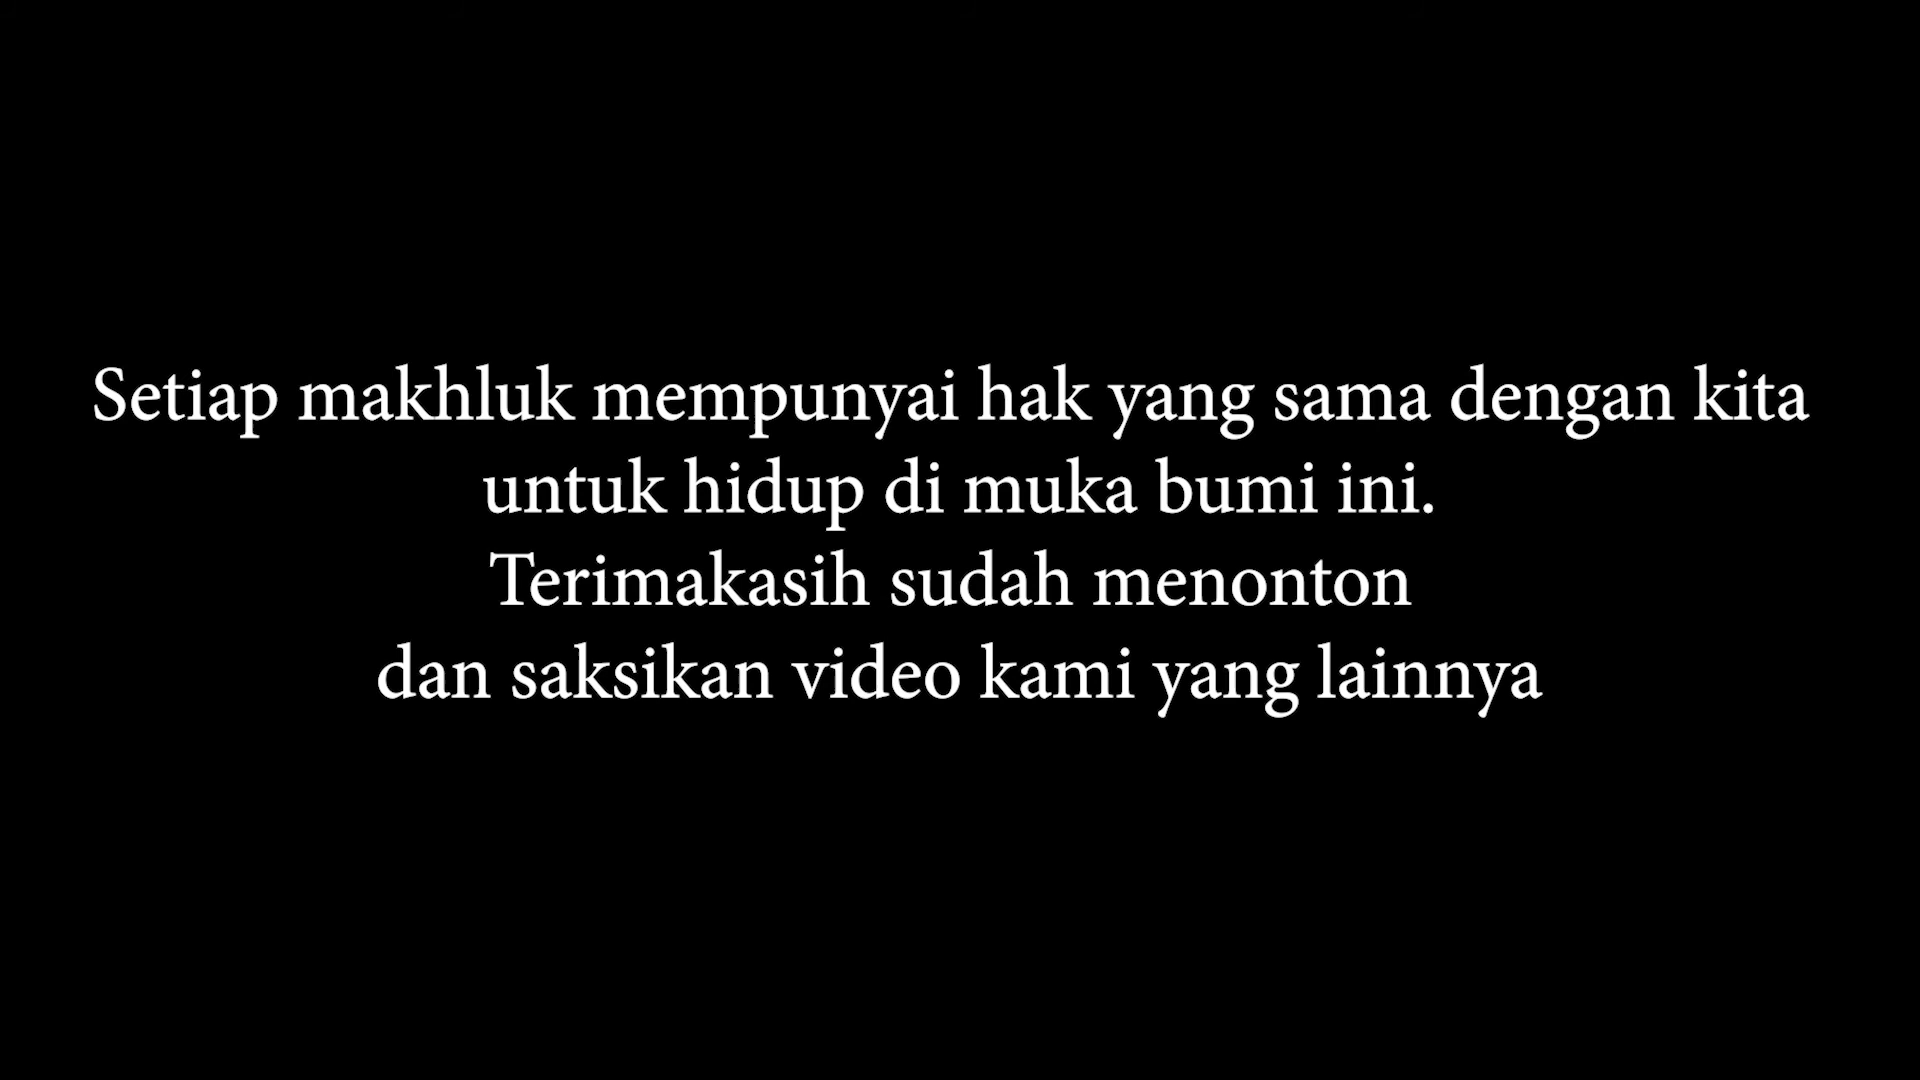 Setiap makhluk mempunyai hak yang sama dengan kita
untuk hidup di muka bumi ini.
Terimakasih sudah menonton
dan saksikan video kami yang lainnya